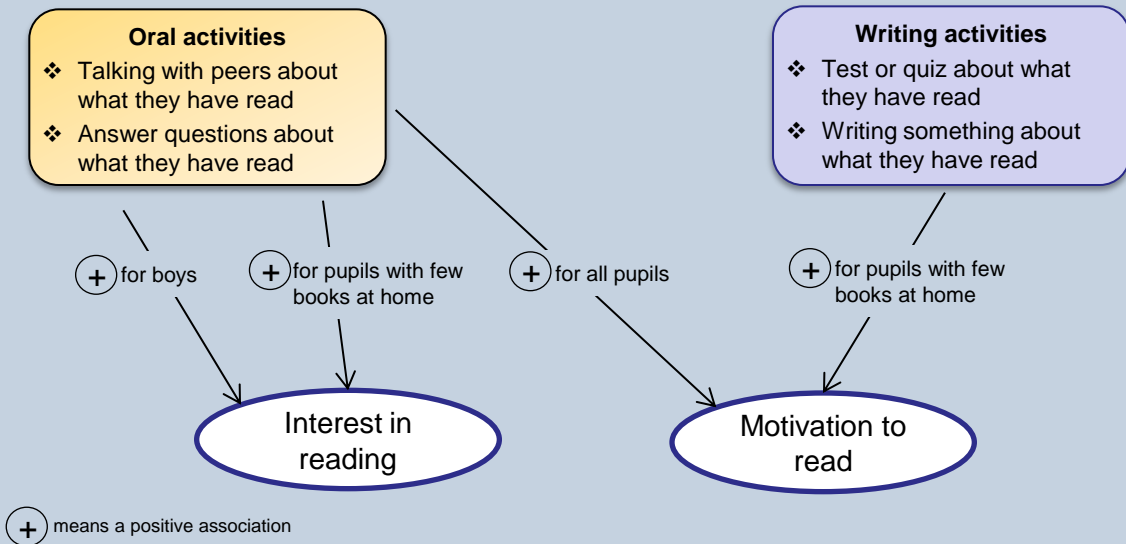 Oral activities
❖ Talking with peers about
what they have read
❖ Answer questions about
what they have read
Writing activities
❖ Test or quiz about what
they have read
❖ Writing something about
what they have read
+ for boys
+ for pupils with few
books at home
+ for all pupils
+ for pupils with few
books at home
Interest in
reading
Motivation to
read
+ means a positive association